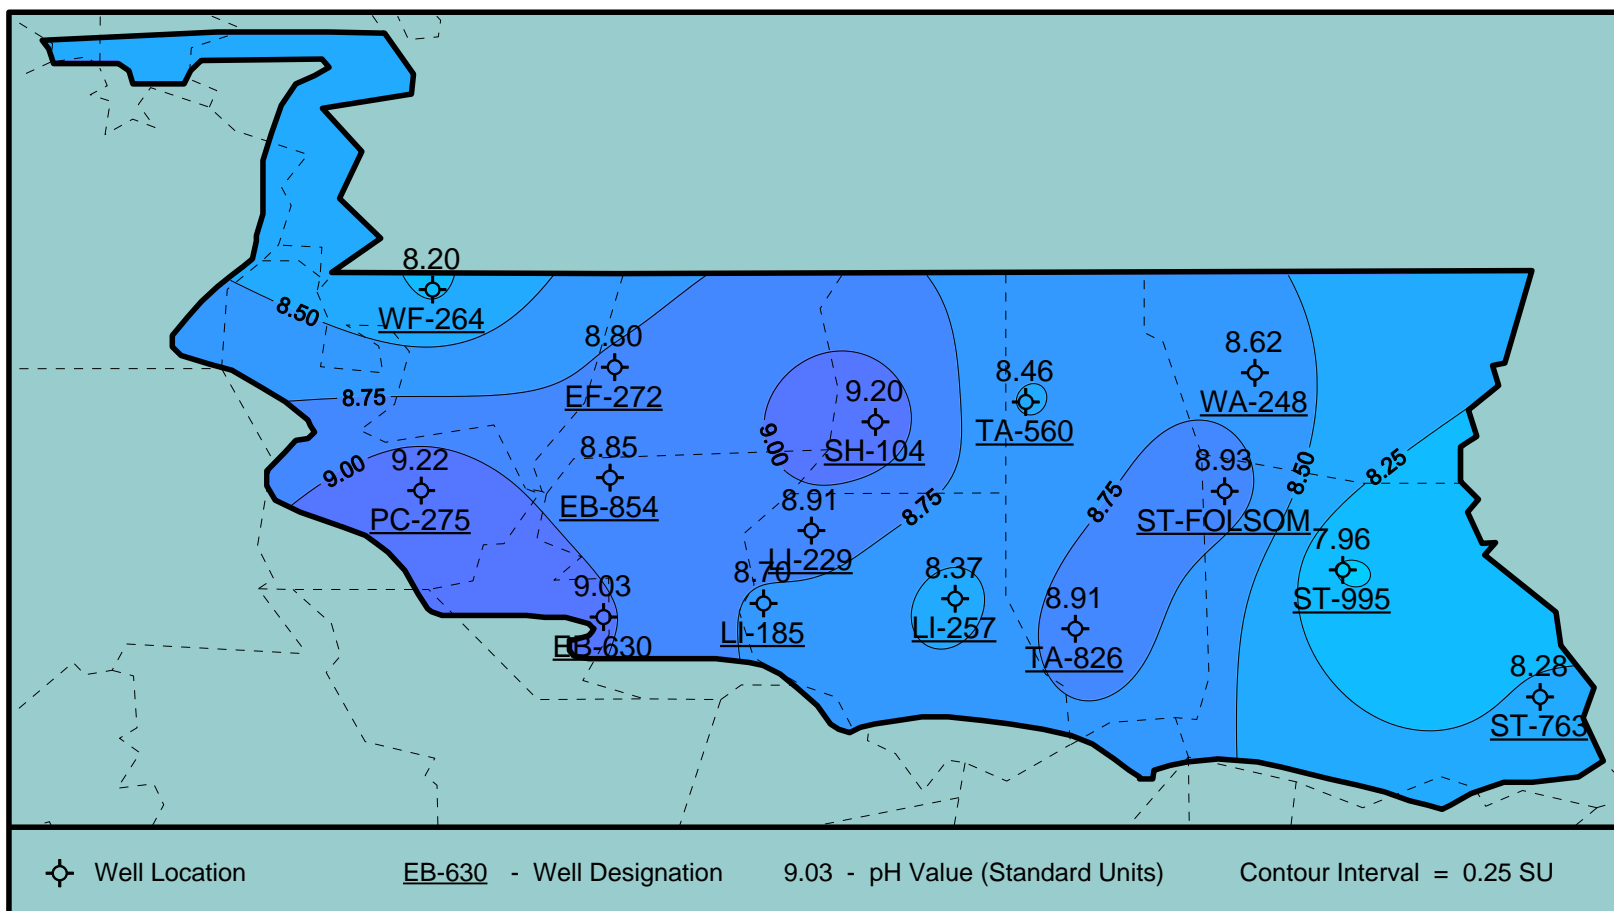 8.20
WF-264
8.50
8.80
EF-272
8.75
9.20
SH-104
9.00
8.46
TA-560
8.62
WA-248
9.22
PC-275
9.00
8.85
EB-854
8.91
LI-229
8.75
8.75
8.93
ST-FOLSOM
8.50
8.25
7.96
ST-995
9.03
EB-630
8.70
LI-185
8.37
LI-257
8.91
TA-826
8.28
ST-763
Well Location EB-630 - Well Designation 9.03 - pH Value (Standard Units) Contour Interval = 0.25 SU